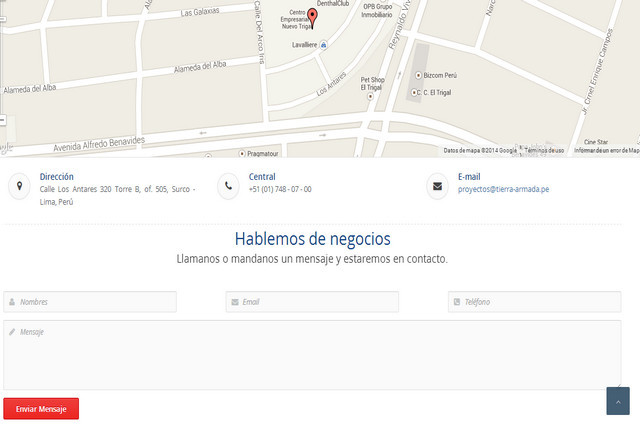 DenthalClub
OPB Grupo
Inmobiliario
Las Galaxias
Centro
Empresarial
Nuevo Trigal
Lavalliere
Calle Del Arco Iris
Reynaldo Viv
Alameda del Alba
Alameda del Alba
Los Antares
Pet Shop
El Trigal
Bizcom Perú
C. C. El Trigal
Jr. Crnel Enrique Campos
Avenida Alfredo Benavides
Pragmatour
Cine Star
Datos de mapa ©2014 Google
Términos de uso
Informar de un error de Map
Dirección
Calle Los Antares 320 Torre B, of. 505, Surco -
Lima, Perú
Central
+51 (01) 748 - 07 - 00
E-mail
proyectos@tierra-armada.pe
Hablemos de negocios
Llamanos o mandanos un mensaje y estaremos en contacto.
Nombres
Email
Teléfono
Mensaje
Enviar Mensaje